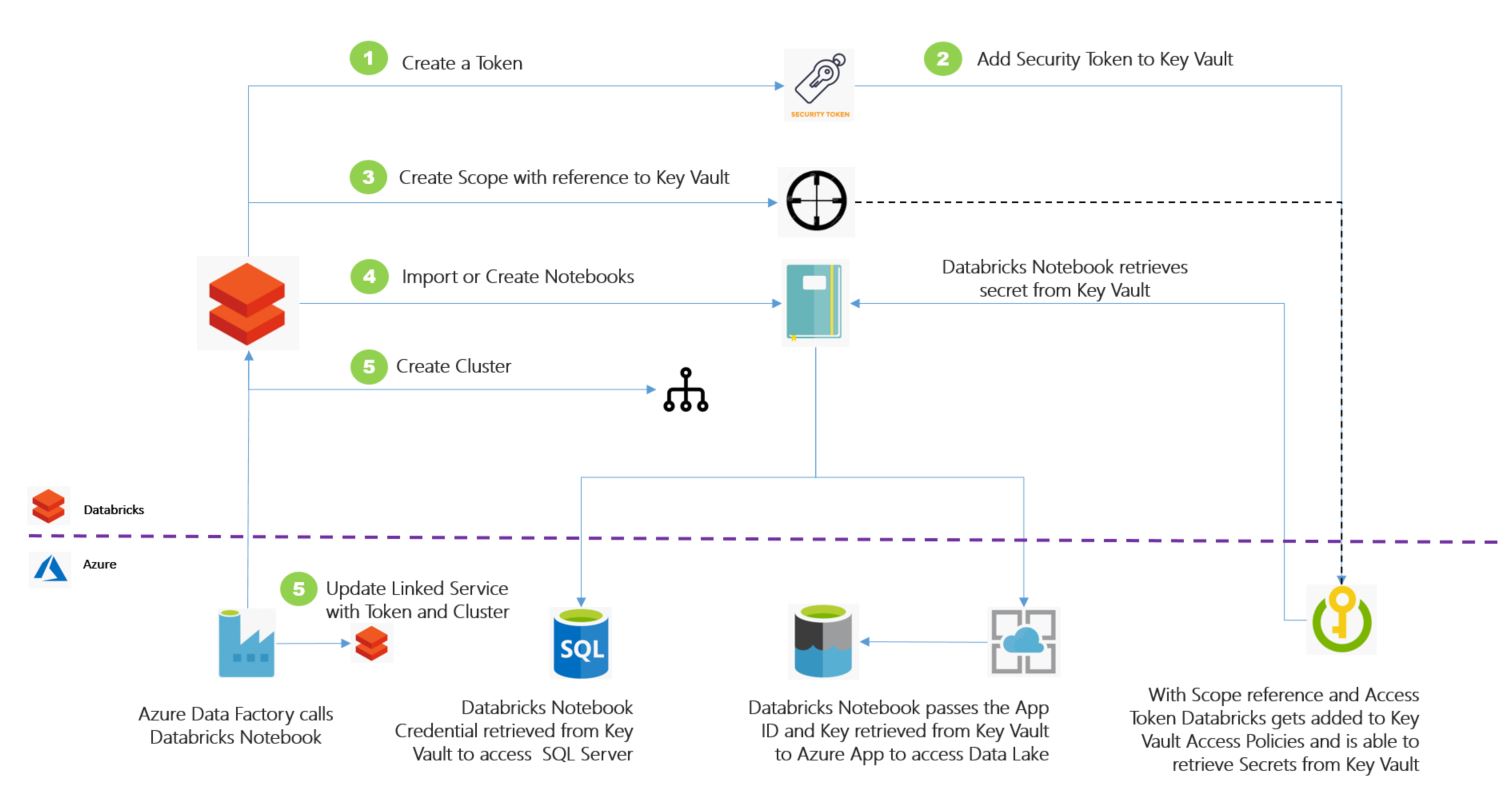 1
Create a Token
2
Add Security Token to Key Vault
SECURITY TOKEN
3
Create Scope with reference to Key Vault
4
Import or Create Notebooks
Databricks Notebook retrieves
secret from Key Vault
5
Create Cluster
Databricks
Azure
5
Update Linked Service
with Token and Cluster
SQL
Azure Data Factory calls
Databricks Notebook
Databricks Notebook
Credential retrieved from Key
Vault to access SQL Server
Databricks Notebook passes the App
ID and Key retrieved from Key Vault
to Azure App to access Data Lake
With Scope reference and Access
Token Databricks gets added to Key
Vault Access Policies and is able to
retrieve Secrets from Key Vault